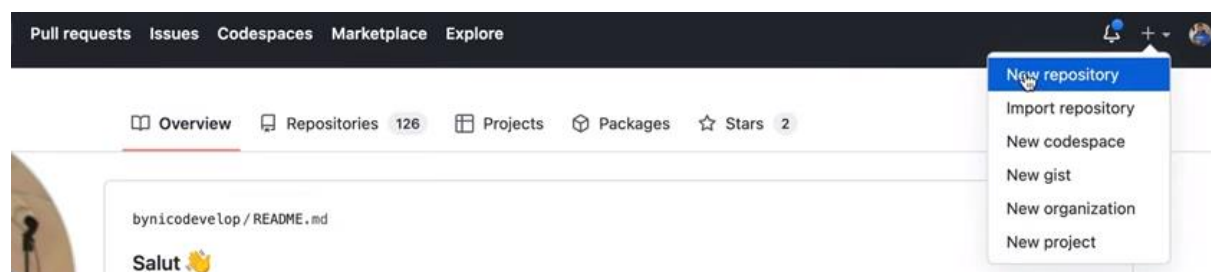 Pull requests Issues Codespaces Marketplace Explore
New repository
Import repository
New codespace
New gist
New organization
New project
Overview Repositories 126 Projects Packages Stars 2
bynicodevelop/README.md
Salut 👋